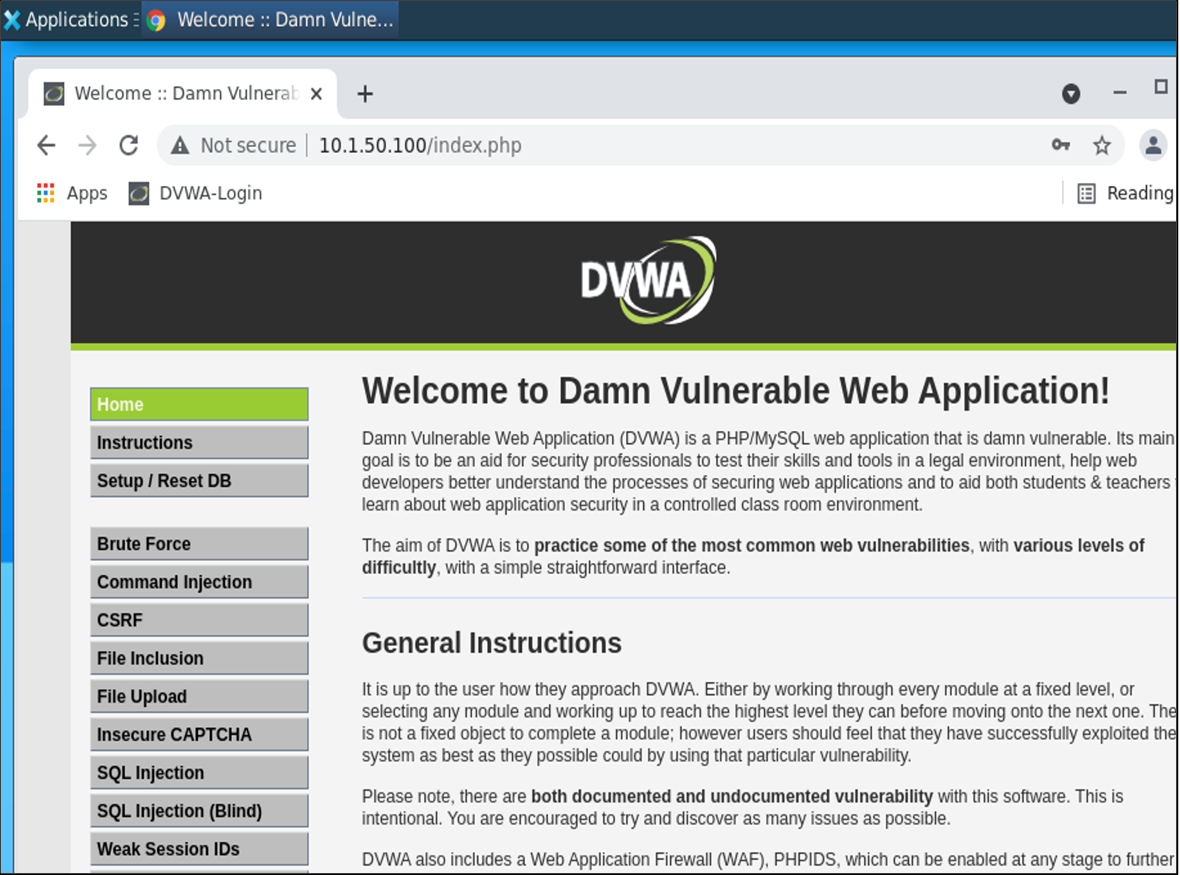 Applications
Welcome :: Damn Vulne...
Welcome :: Damn Vulnerab
Not secure
10.1.50.100/index.php
Apps
DVWA-Login
Reading
DVWA
Home
Instructions
Setup / Reset DB
Brute Force
Command Injection
CSRF
File Inclusion
File Upload
Insecure CAPTCHA
SQL Injection
SQL Injection (Blind)
Weak Session IDs
Welcome to Damn Vulnerable Web Application!
Damn Vulnerable Web Application (DVWA) is a PHP/MySQL web application that is damn vulnerable. Its main
goal is to be an aid for security professionals to test their skills and tools in a legal environment, help web
developers better understand the processes of securing web applications and to aid both students & teachers
learn about web application security in a controlled class room environment.
The aim of DVWA is to practice some of the most common web vulnerabilities, with various levels of
difficultly, with a simple straightforward interface.
General Instructions
It is up to the user how they approach DVWA. Either by working through every module at a fixed level, or
selecting any module and working up to reach the highest level they can before moving onto the next one. The
is not a fixed object to complete a module; however users should feel that they have successfully exploited the
system as best as they possible could by using that particular vulnerability.
Please note, there are both documented and undocumented vulnerability with this software. This is
intentional. You are encouraged to try and discover as many issues as possible.
DVWA also includes a Web Application Firewall (WAF), PHPIDS, which can be enabled at any stage to further